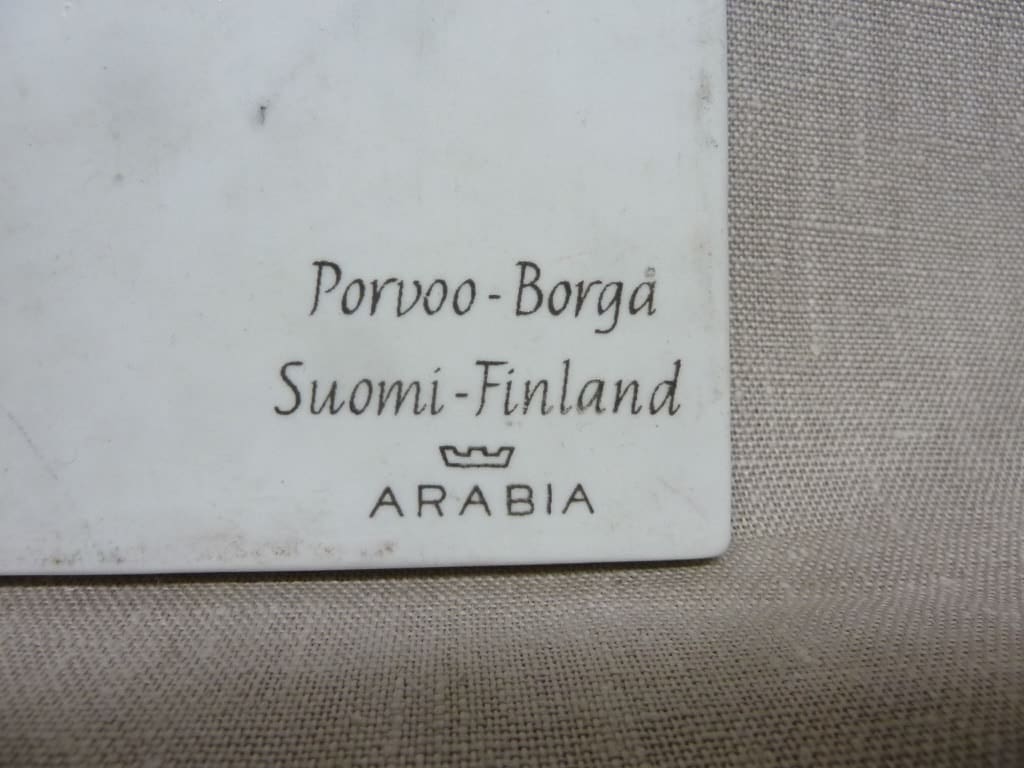 Porvoo - Borgå
Suomi - Finland
ARABIA